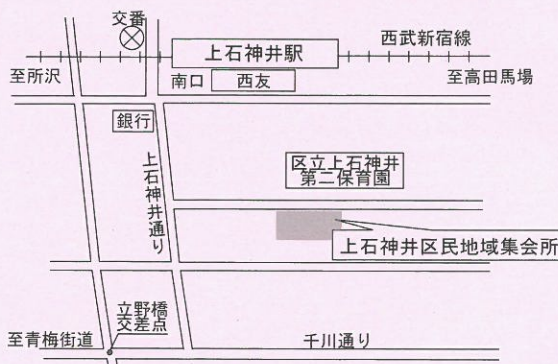 交番
上石神井駅
西武新宿線
至所沢
南口
西友
至高田馬場
銀行
上石神井通り
区立上石神井
第二保育園
上石神井区民地域集会所
立野橋
交差点
至青梅街道
千川通り